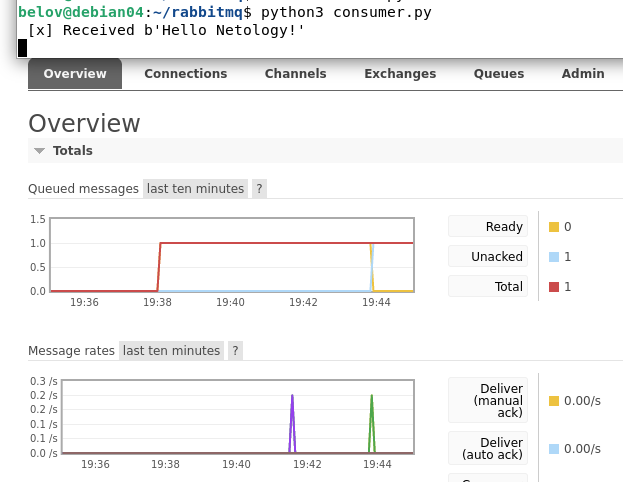 belov@debian04:~/rabbitmq$ python3 consumer.py
[x] Received b'Hello Netology!'
Overview Connections Channels Exchanges Queues Admin
Overview
Totals
Queued messages last ten minutes ?
1.5
1.0
0.5
0.0
19:36 19:38 19:40 19:42 19:44
Ready 0
Unacked 1
Total 1
Message rates last ten minutes ?
0.3 /s
0.2 /s
0.2 /s
0.1 /s
0.1 /s
0.0 /s
19:36 19:38 19:40 19:42 19:44
Deliver
(manual
ack)
0.00/s
Deliver
(auto ack)
0.00/s